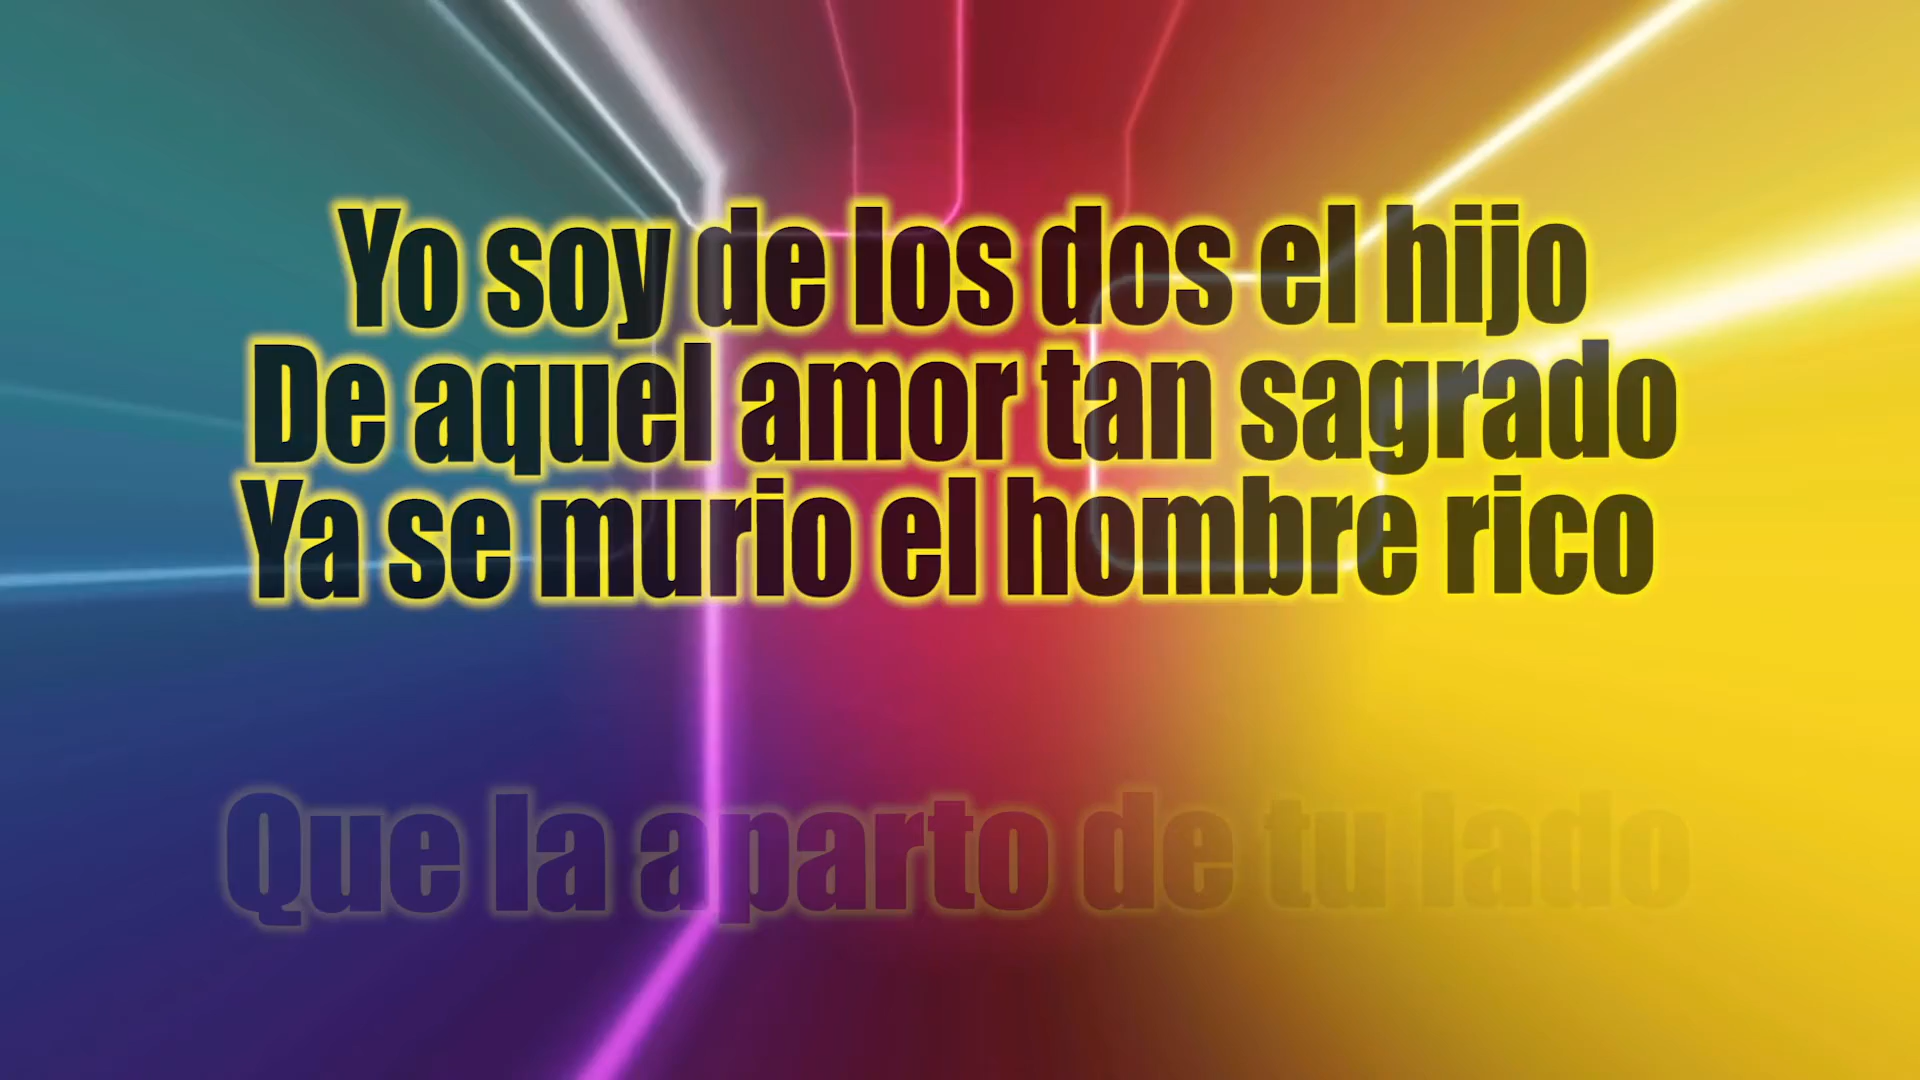 Yo soy de los dos el hijo
De aquel amor tan sagrado
Ya se murio el hombre rico
Que la aparto de tu lado